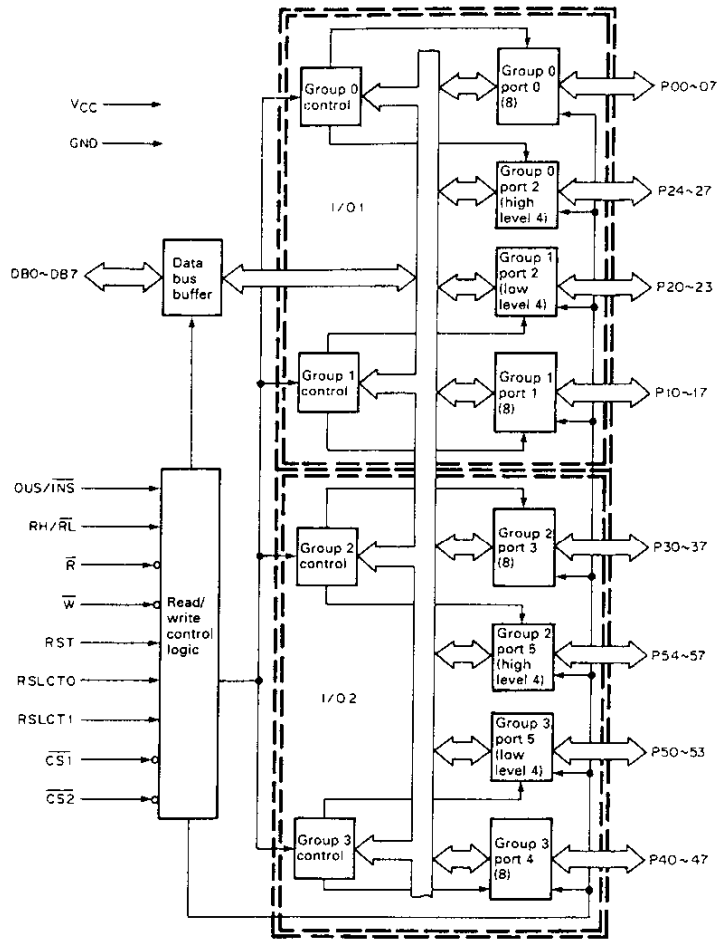 VCC
GND
DB0~DB7
Data
bus
buffer
OUS/I̅N̅S̅
RH/R̅L̅
R̅
W̅
RST
RSLCT0
RSLCT1
C̅S̅1̅
C̅S̅2̅
Read/
write
control
logic
Group 0
control
I/O1
Group 1
control
Group 0
port 0
(8)
P00~07
Group 0
port 2
(high
level 4)
P24~27
Group 1
port 2
(low
level 4)
P20~23
Group 1
port 1
(8)
P10~17
Group 2
control
I/O2
Group 3
control
Group 2
port 3
(8)
P30~37
Group 2
port 5
(high
level 4)
P54~57
Group 3
port 5
(low
level 4)
P50~53
Group 3
port 4
(8)
P40~47